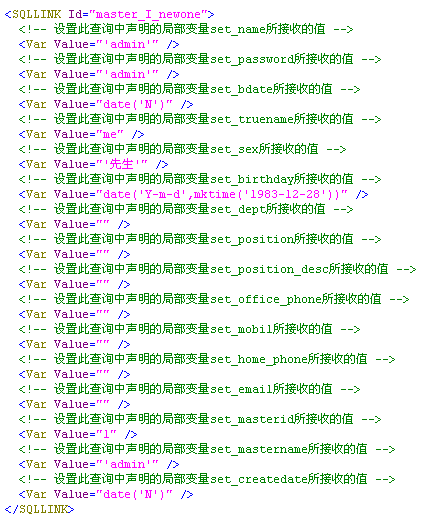 <SQLLINK Id="master_I_newone">
<!-- 设置此查询中声明的局部变量set_name所接收的值 -->
<Var Value="'admin'" />
<!-- 设置此查询中声明的局部变量set_password所接收的值 -->
<Var Value="'admin'" />
<!-- 设置此查询中声明的局部变量set_bdate所接收的值 -->
<Var Value="date('N')" />
<!-- 设置此查询中声明的局部变量set_truename所接收的值 -->
<Var Value="me" />
<!-- 设置此查询中声明的局部变量set_sex所接收的值 -->
<Var Value="'先生'" />
<!-- 设置此查询中声明的局部变量set_birthday所接收的值 -->
<Var Value="date('Y-m-d',mktime('1983-12-28'))" />
<!-- 设置此查询中声明的局部变量set_dept所接收的值 -->
<Var Value="" />
<!-- 设置此查询中声明的局部变量set_position所接收的值 -->
<Var Value="" />
<!-- 设置此查询中声明的局部变量set_position_desc所接收的值 -->
<Var Value="" />
<!-- 设置此查询中声明的局部变量set_office_phone所接收的值 -->
<Var Value="" />
<!-- 设置此查询中声明的局部变量set_mobil所接收的值 -->
<Var Value="" />
<!-- 设置此查询中声明的局部变量set_home_phone所接收的值 -->
<Var Value="" />
<!-- 设置此查询中声明的局部变量set_email所接收的值 -->
<Var Value="" />
<!-- 设置此查询中声明的局部变量set_masterid所接收的值 -->
<Var Value="1" />
<!-- 设置此查询中声明的局部变量set_mastername所接收的值 -->
<Var Value="'admin'" />
<!-- 设置此查询中声明的局部变量set_createdate所接收的值 -->
<Var Value="date('N')" />
</SQLLINK>